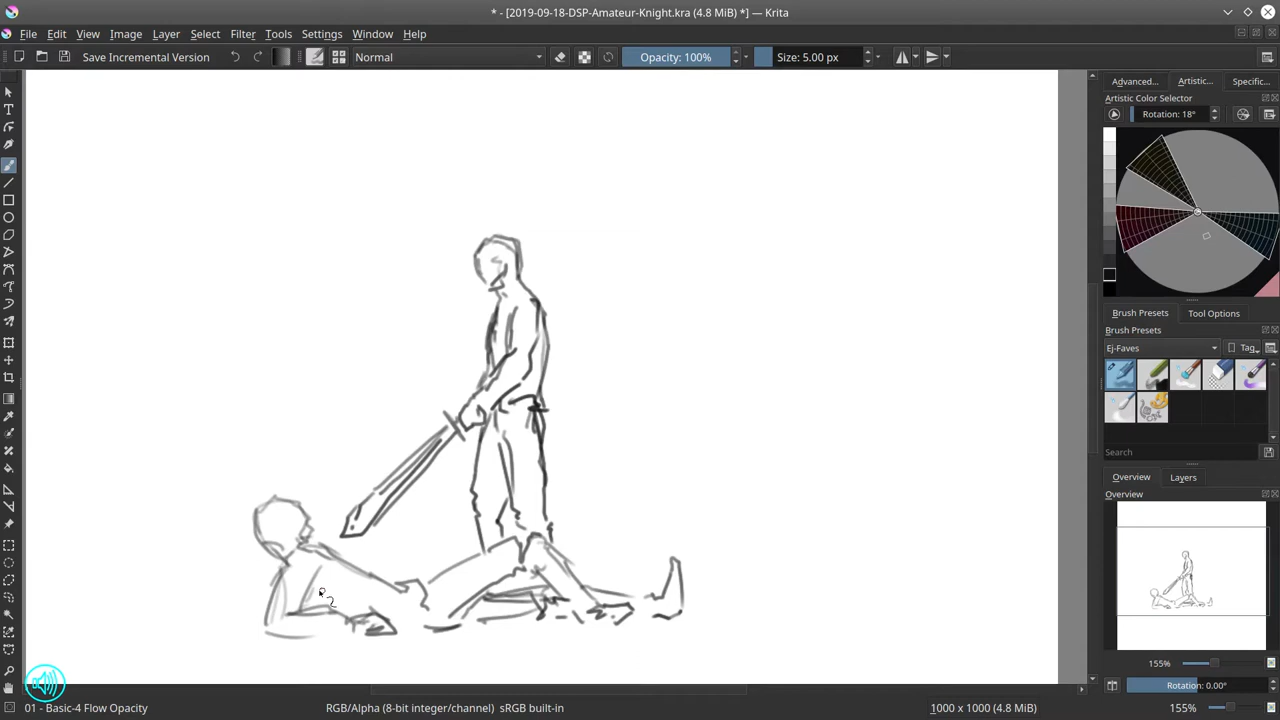 * - [2019-09-18-DSP-Amateur-Knight.kra (4.8 MiB) *] — Krita
File Edit View Image Layer Select Filter Tools Settings Window Help
Save Incremental Version Normal Opacity: 100% Size: 5.00 px
Advanced... Artistic... Specific...
Artistic Color Selector
Rotation: 18°
Brush Presets Tool Options
Brush Presets
Ej-Faves Tag
Search
Overview Layers
Overview
155%
Rotation: 0.00°
01 - Basic-4 Flow Opacity RGB/Alpha (8-bit integer/channel) sRGB built-in 1000 x 1000 (4.8 MiB) 155%